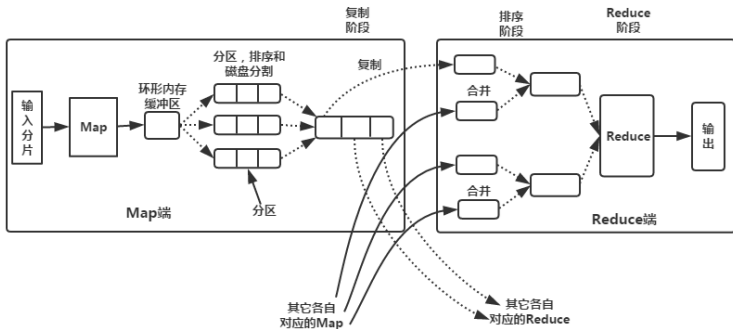 复制
阶段
排序
阶段
Reduce
阶段
分区，排序和
磁盘分割
复制
环形内存
缓冲区
合并
输
入
分
片
Map
Reduce
输
出
分区
合并
Map端
Reduce端
其它各自
对应的Map
其它各自
对应的Reduce